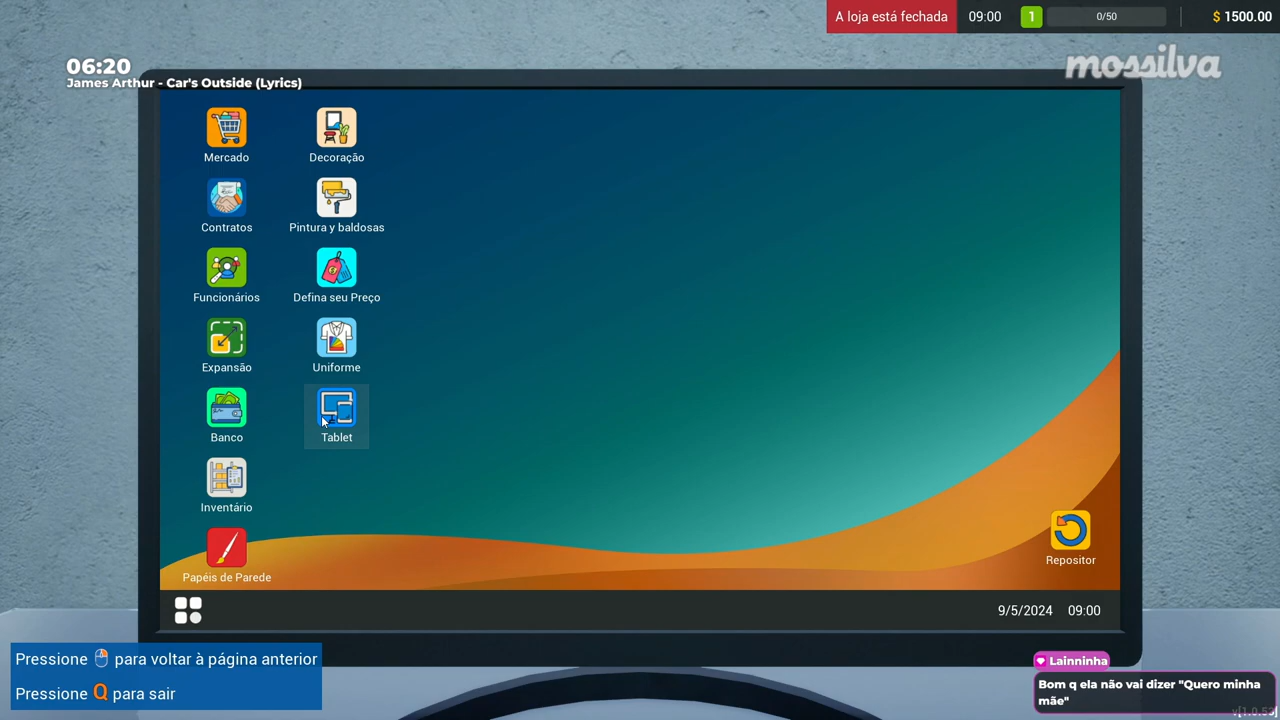 A loja está fechada
09:00
1
0/50
$ 1500.00
06:20
James Arthur - Car's Outside (Lyrics)
mossilva
Mercado
Decoração
Contratos
Pintura y baldosas
Funcionários
Defina seu Preço
Expansão
Uniforme
Banco
Tablet
Inventário
Papéis de Parede
Repositor
9/5/2024 09:00
Pressione para voltar à página anterior
Pressione Q para sair
Lainninha
Bom q ela não vai dizer "Quero minha
mãe"